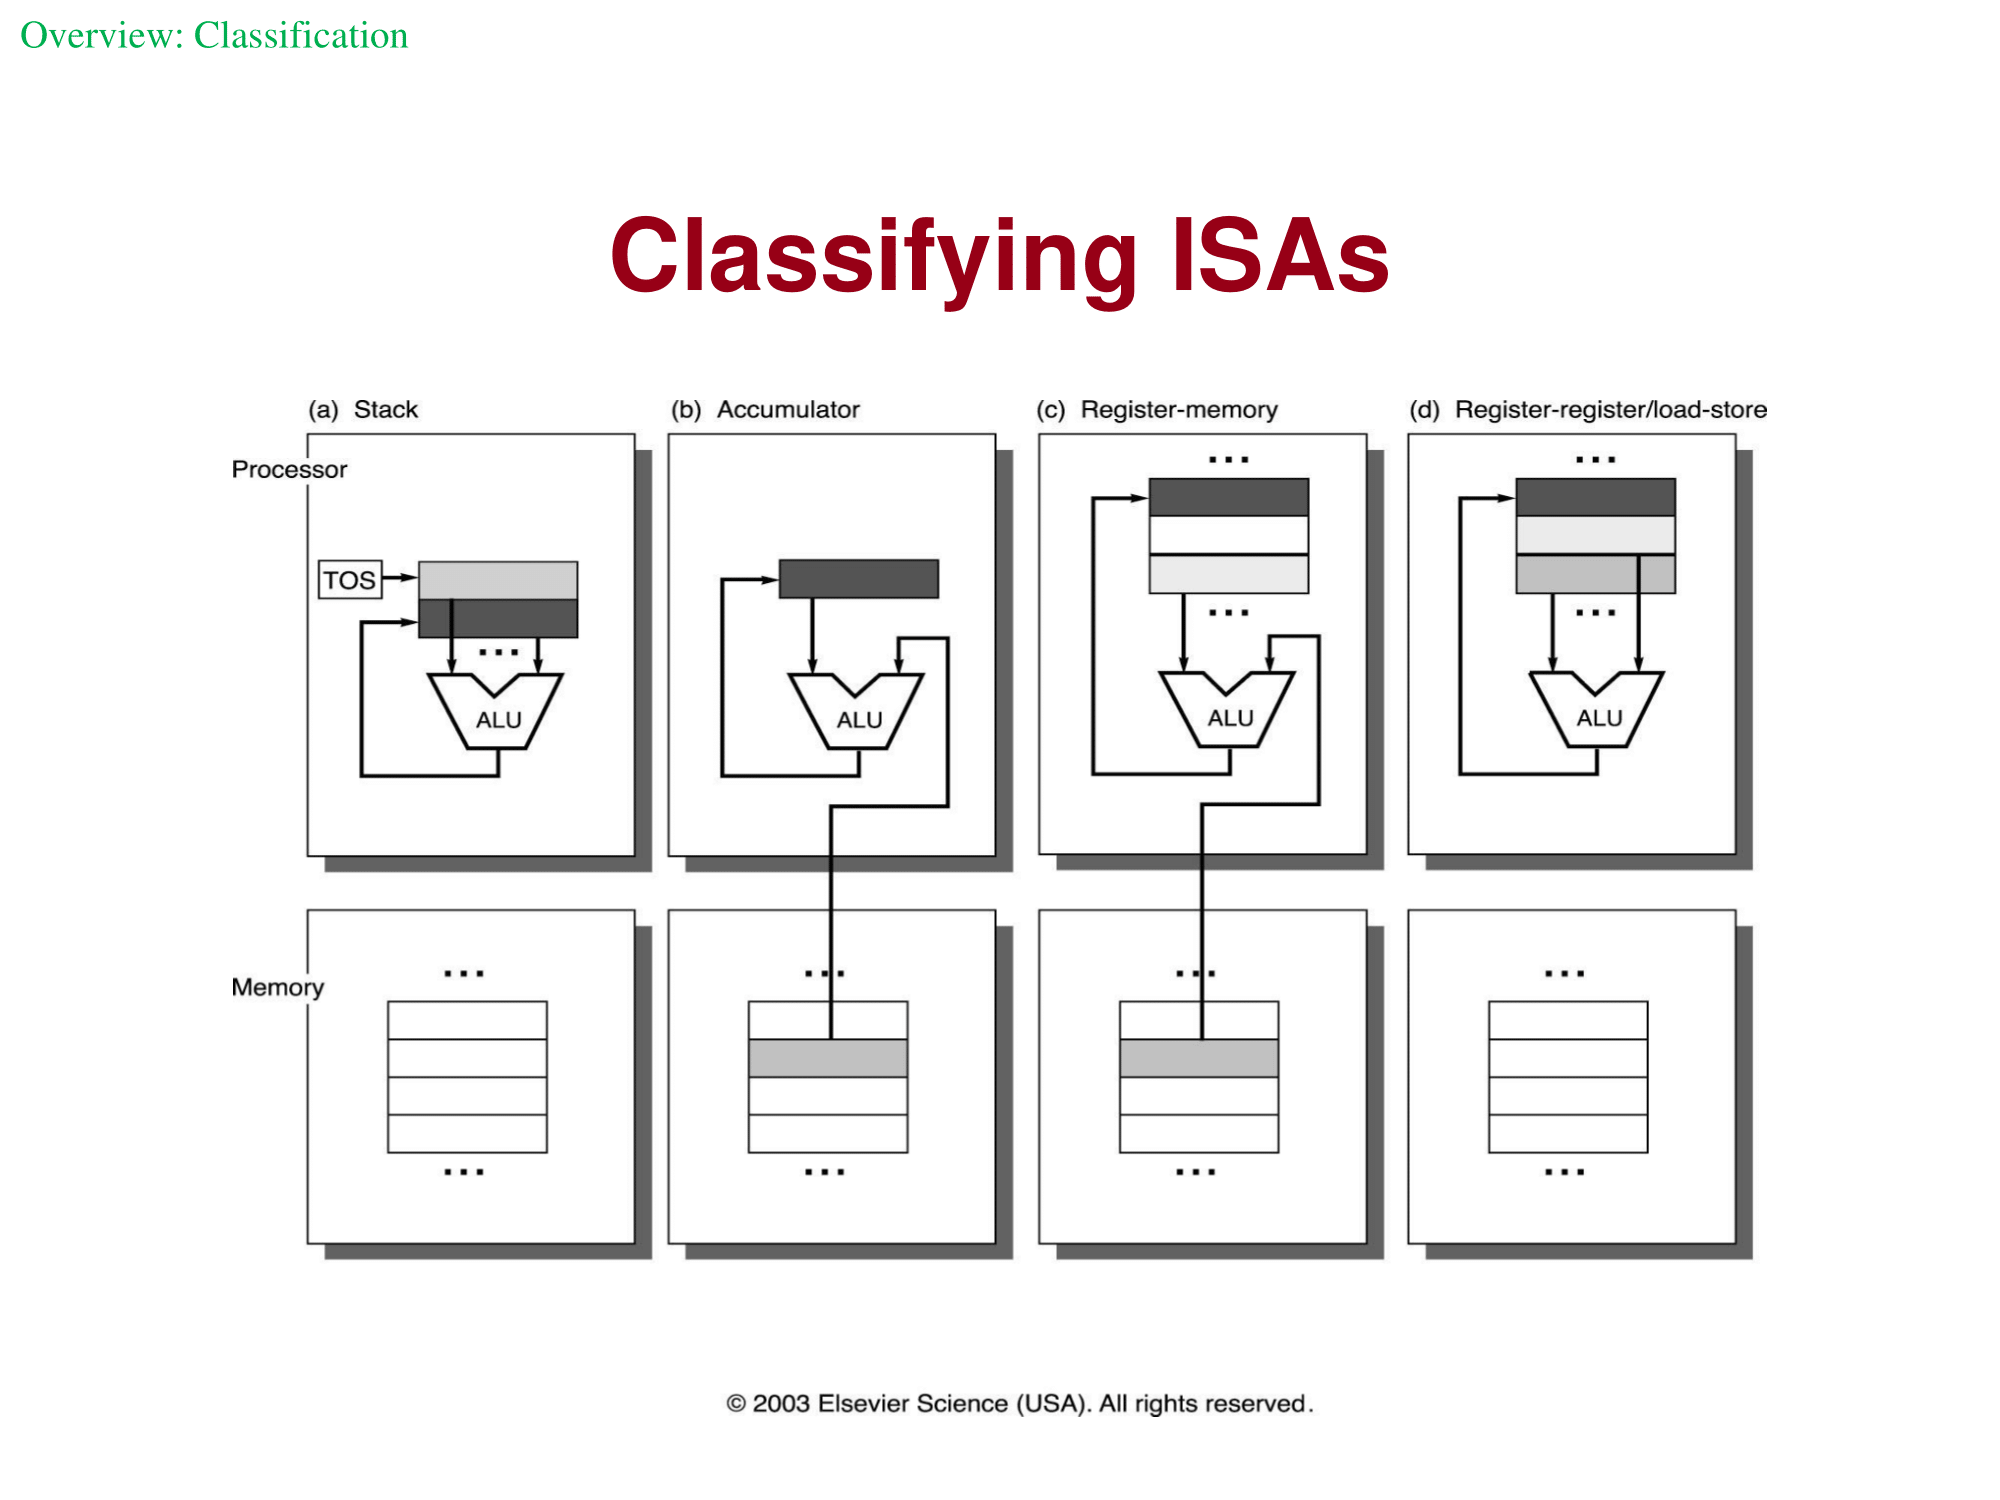 Overview: Classification
Classifying ISAs
(a) Stack
(b) Accumulator
(c) Register-memory
(d) Register-register/load-store
Processor
TOS
ALU
ALU
ALU
ALU
Memory
© 2003 Elsevier Science (USA). All rights reserved.